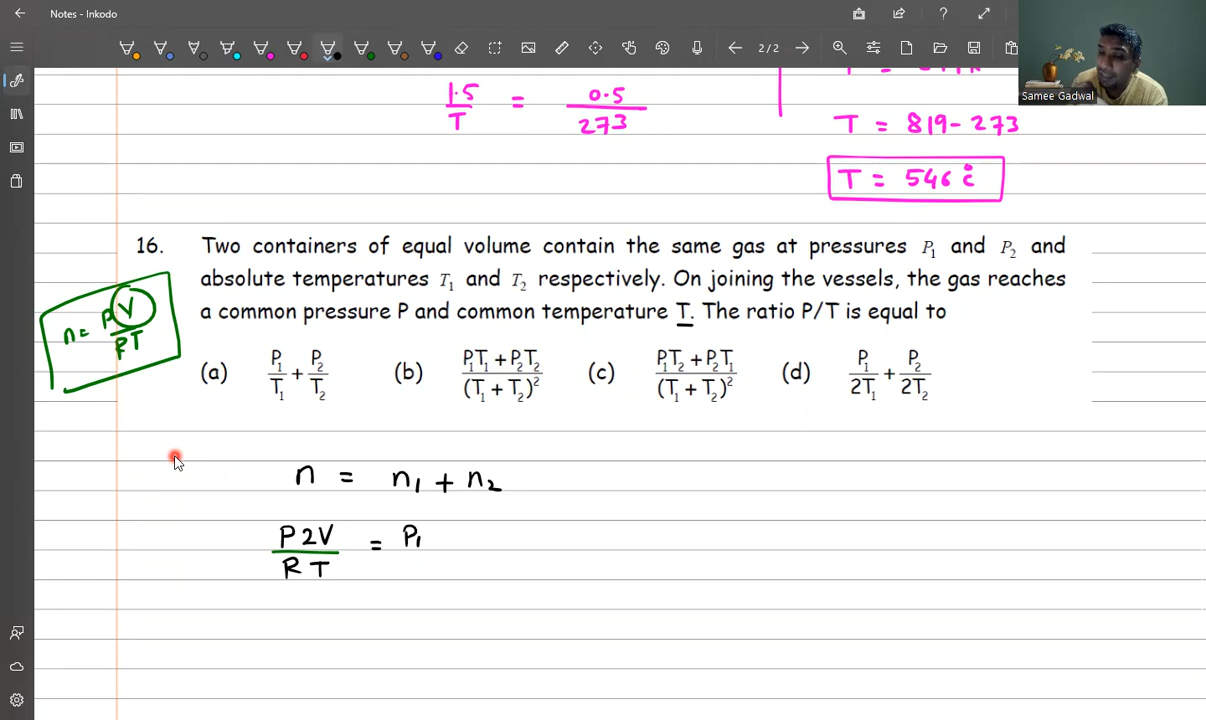 Notes - Inkodo
2/2
Samee Gadwal
1.5/T = 0.5/273
T = 819 - 273
T = 546 °c
16. Two containers of equal volume contain the same gas at pressures P₁ and P₂ and
absolute temperatures T₁ and T₂ respectively. On joining the vessels, the gas reaches
a common pressure P and common temperature T. The ratio P/T is equal to
n = PV/RT
(a) P₁/T₁ + P₂/T₂ (b) (P₁T₁ + P₂T₂)/(T₁ + T₂)² (c) (P₁T₂ + P₂T₁)/(T₁ + T₂)² (d) P₁/2T₁ + P₂/2T₂
n = n₁ + n₂
P2V/RT = P₁